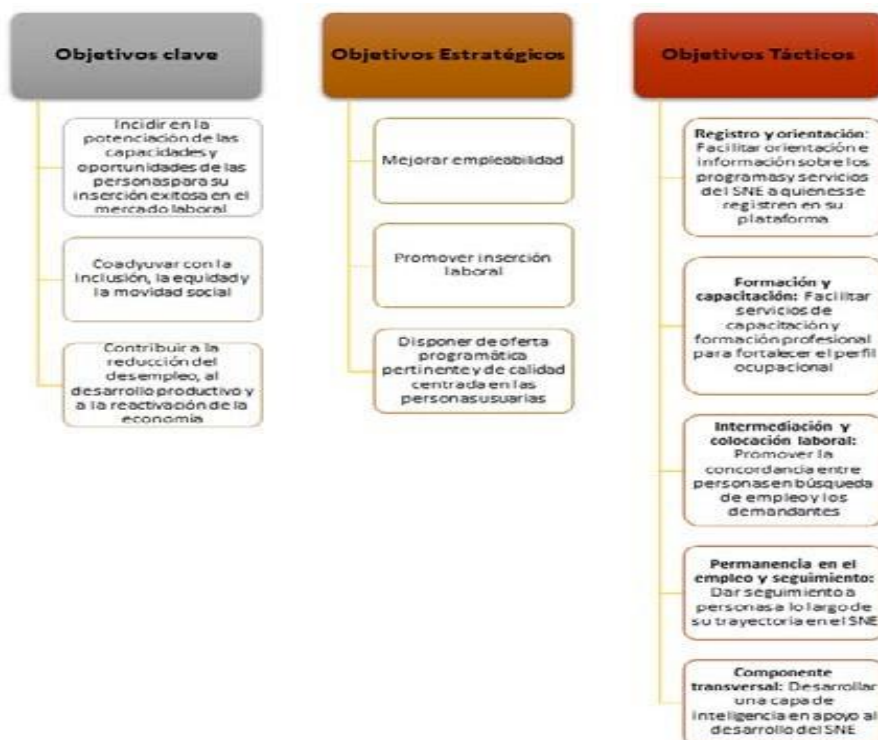 Objetivos clave
Incidir en la
potenciación de las
capacidades y
oportunidades de las
personas para su
inserción exitosa en el
mercado laboral
Coadyuvar con la
inclusión, la equidad y
la movidad social
Contribuir a la
reducción del
desempleo, al
desarrollo productivo y
a la reactivación de la
economía
Objetivos Estratégicos
Mejorar empleabilidad
Promover inserción
laboral
Disponer de oferta
programática
pertinente y de calidad
centrada en las
personas usuarias
Objetivos Tácticos
Registro y orientación:
Facilitar orientación e
información sobre los
programas y servicios
del SNE a quienes se
registren en su
plataforma
Formación y
capacitación: Facilitar
servicios de
capacitación y
formación profesional
para fortalecer el perfil
ocupacional
Intermediación y
colocación laboral:
Promover la
concordancia entre
personas en búsqueda
de empleo y los
demandantes
Permanencia en el
empleo y seguimiento:
Dar seguimiento a
personas a lo largo de
su trayectoria en el SNE
Componente
transversal: Desarrollar
una capa de
inteligencia en apoyo al
desarrollo del SNE